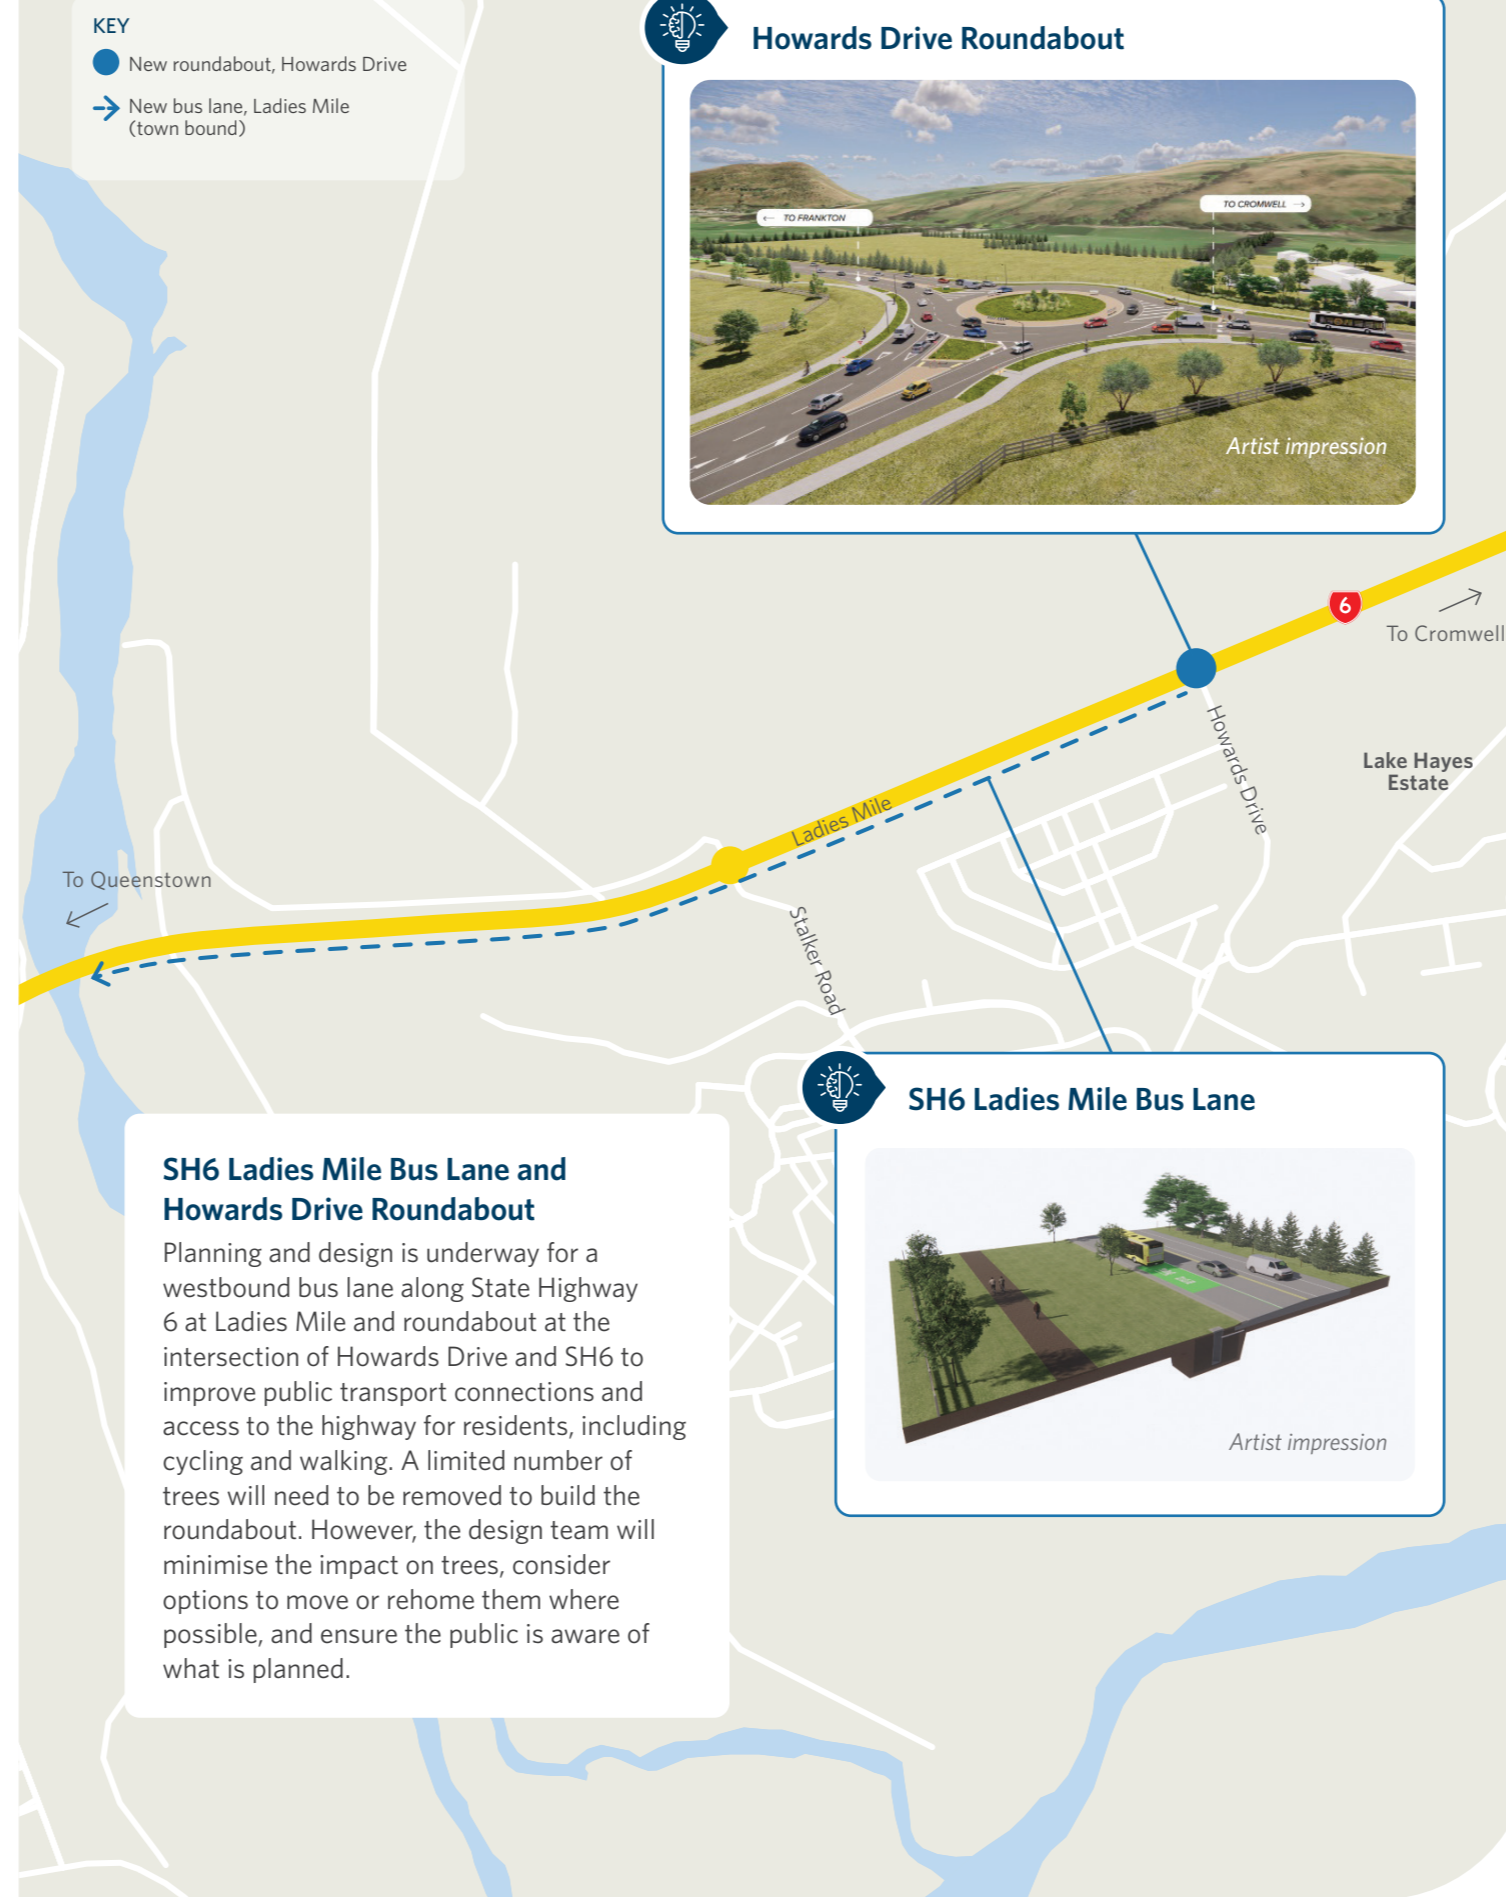 KEY
New roundabout, Howards Drive
New bus lane, Ladies Mile
(town bound)
Howards Drive Roundabout
← TO FRANKTON
TO CROMWELL →
Artist impression
6
To Cromwell
Howards Drive
Lake Hayes
Estate
Ladies Mile
To Queenstown
Stalker Road
SH6 Ladies Mile Bus Lane
Artist impression
SH6 Ladies Mile Bus Lane and
Howards Drive Roundabout
Planning and design is underway for a
westbound bus lane along State Highway
6 at Ladies Mile and roundabout at the
intersection of Howards Drive and SH6 to
improve public transport connections and
access to the highway for residents, including
cycling and walking. A limited number of
trees will need to be removed to build the
roundabout. However, the design team will
minimise the impact on trees, consider
options to move or rehome them where
possible, and ensure the public is aware of
what is planned.